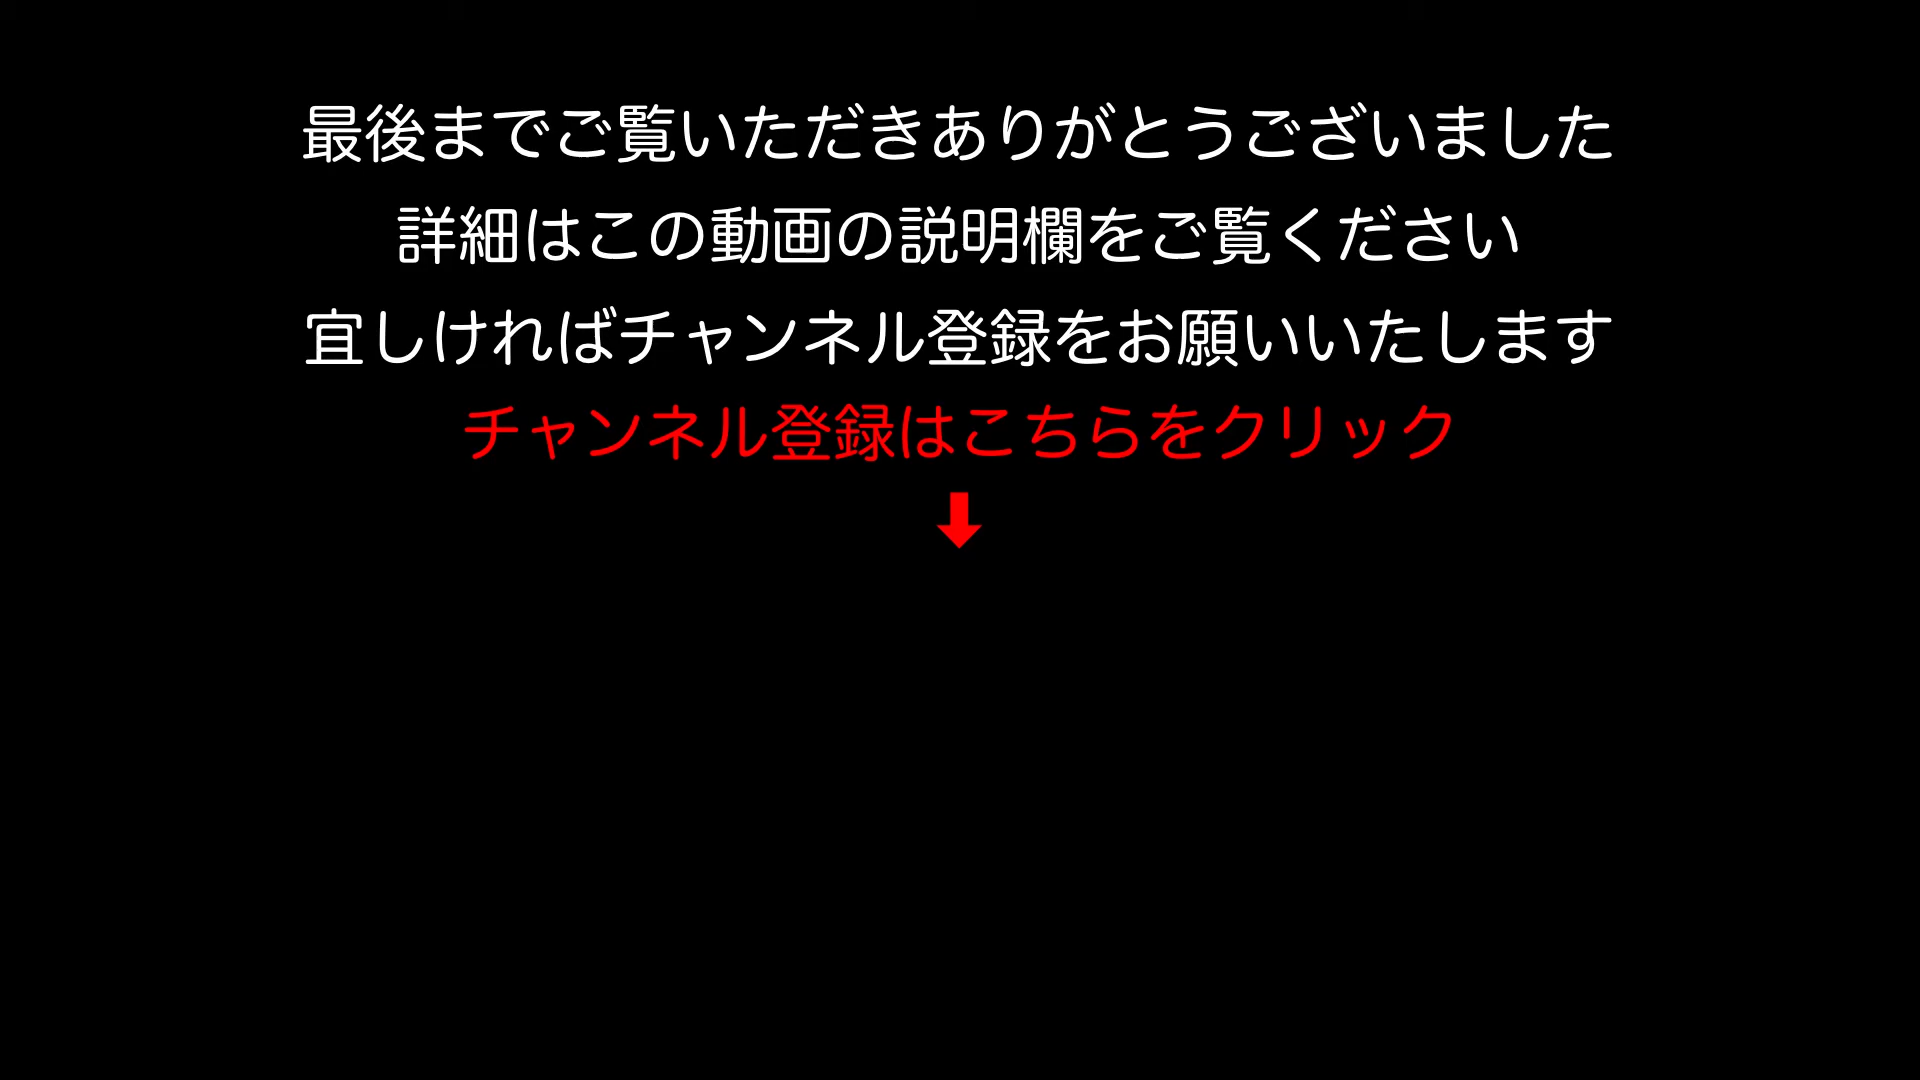 最後までご覧いただきありがとうございました
詳細はこの動画の説明欄をご覧ください
宜しければチャンネル登録をお願いいたします
チャンネル登録はこちらをクリック